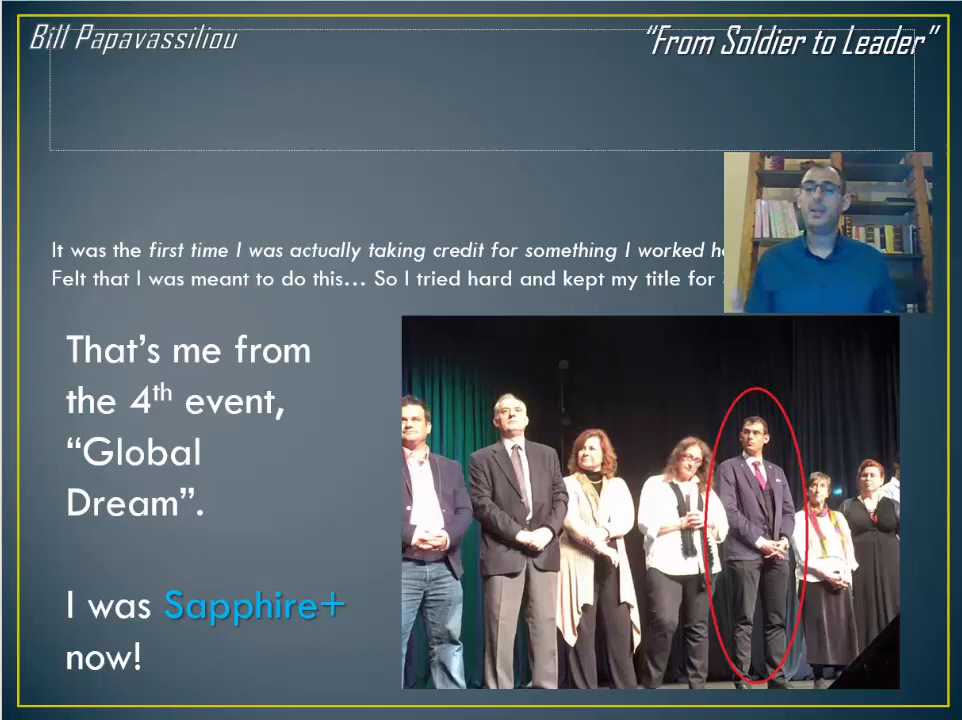 Bill Papavassiliou
"From Soldier to Leader"
It was the first time I was actually taking credit for something I worked
Felt that I was meant to do this... So I tried hard and kept my title for
That's me from
the 4th event,
"Global
Dream".
I was Sapphire+
now!